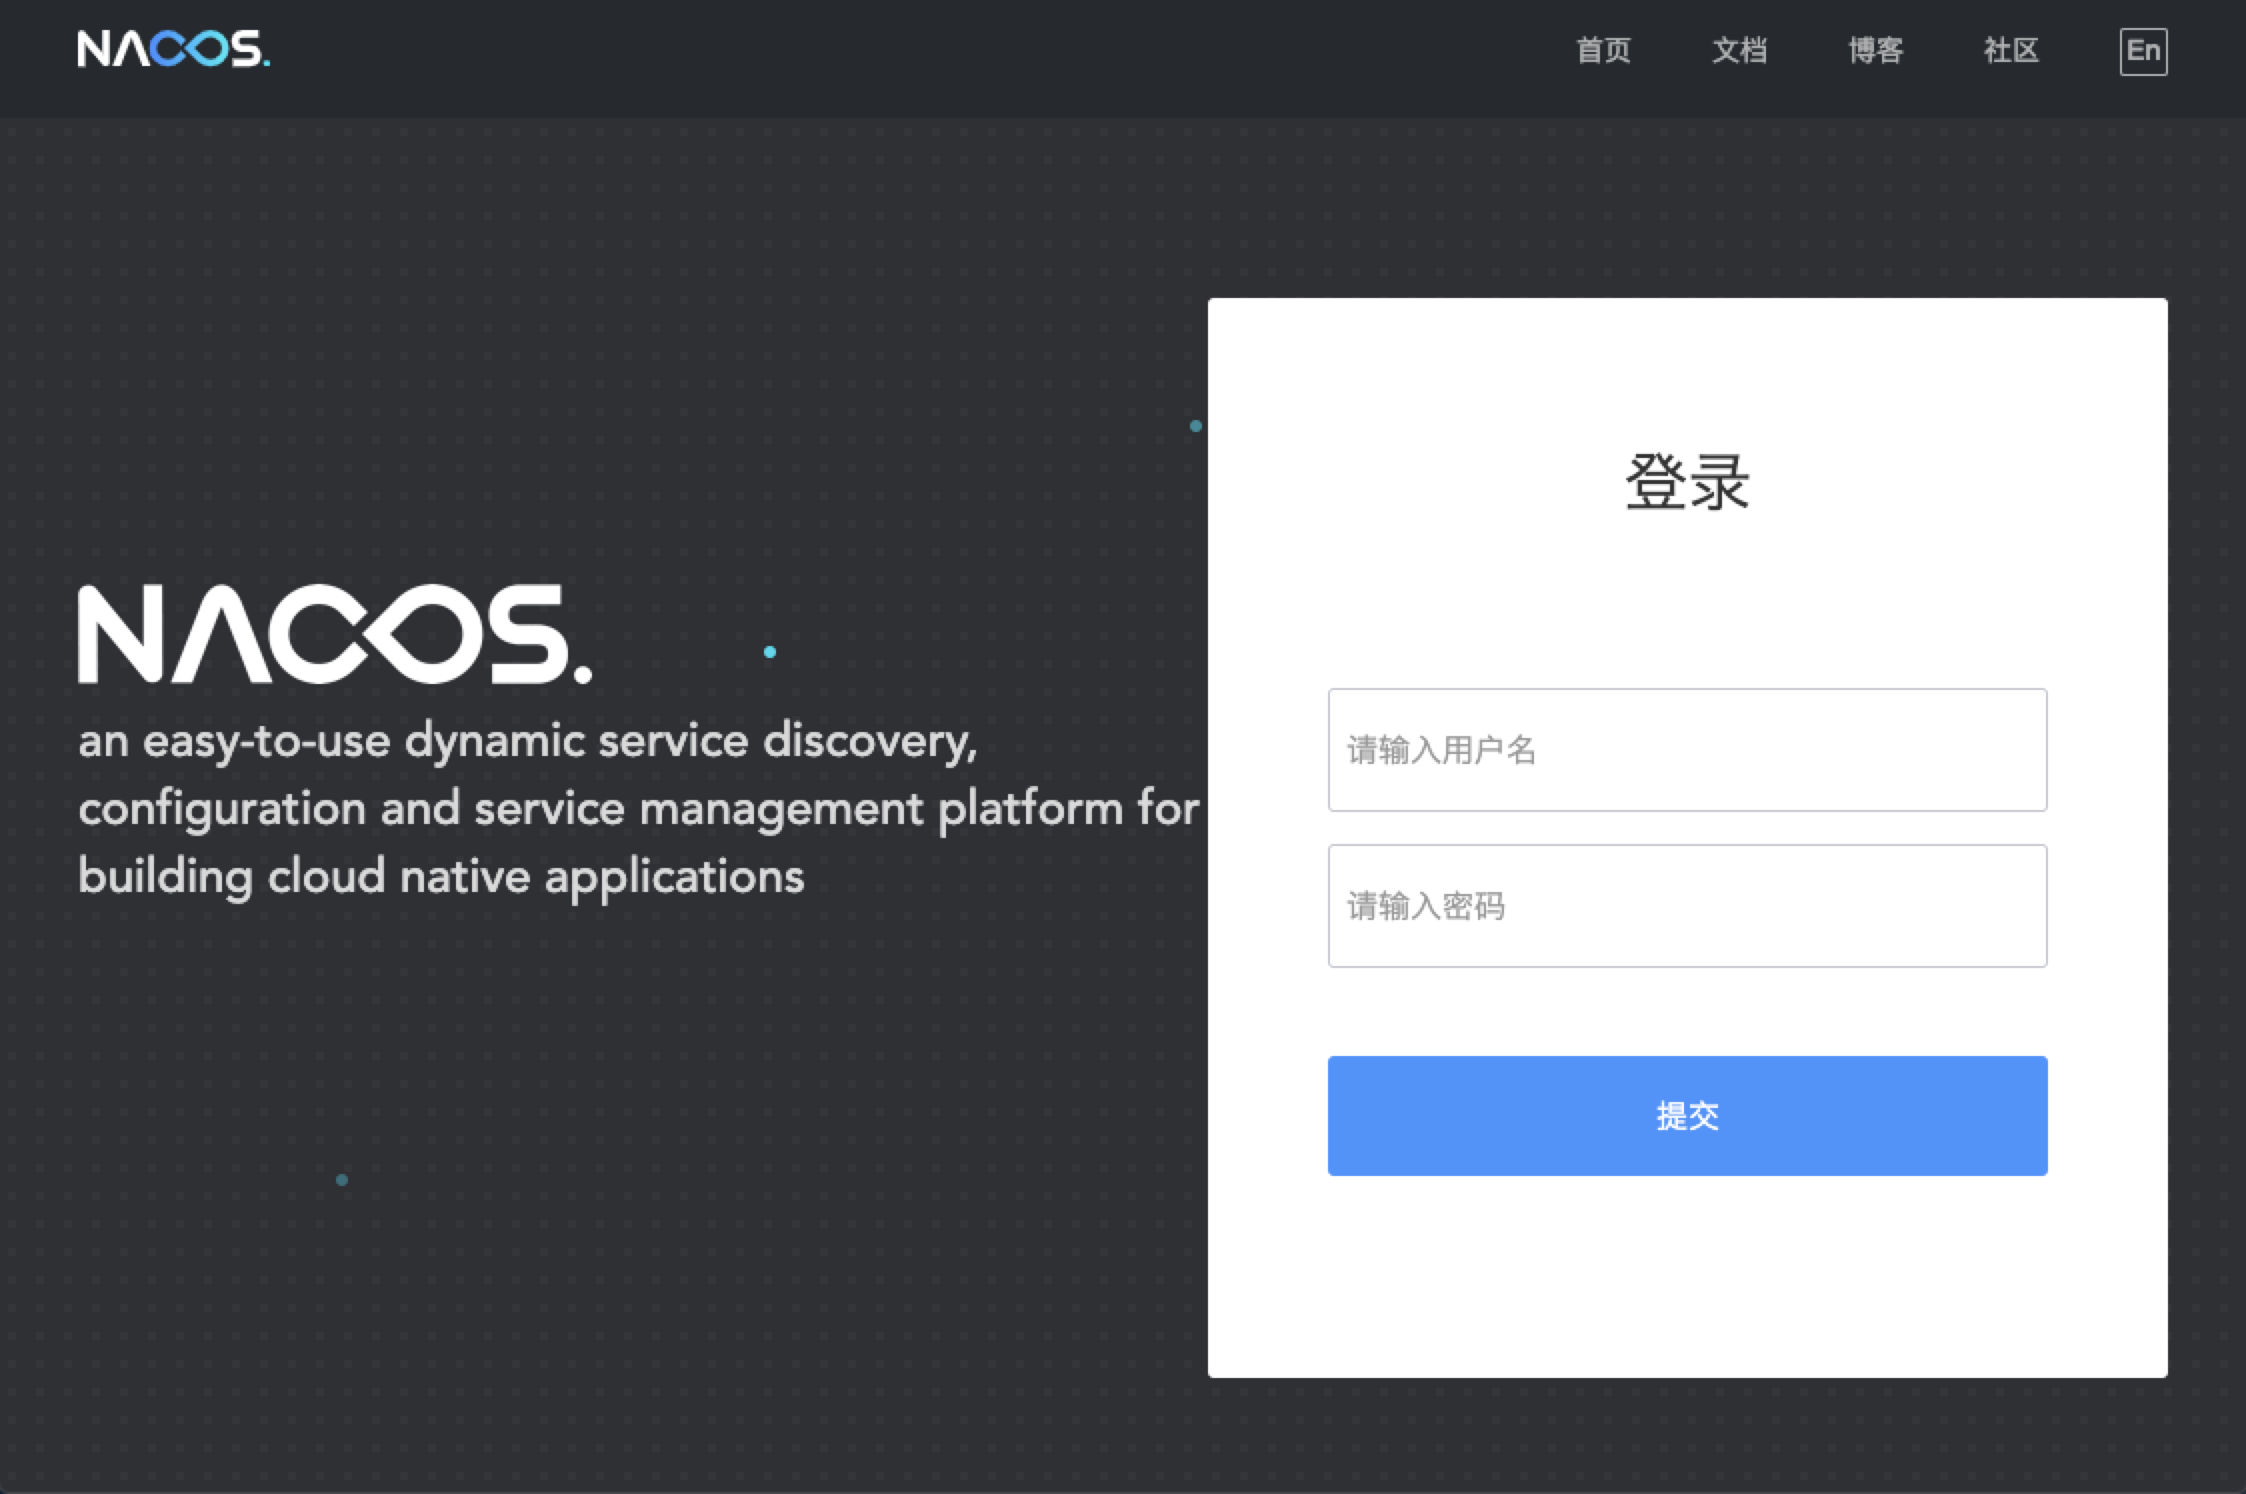 NACOS.
首页
文档
博客
社区
En
NACOS.
an easy-to-use dynamic service discovery,
configuration and service management platform for
building cloud native applications
登录
请输入用户名
请输入密码
提交